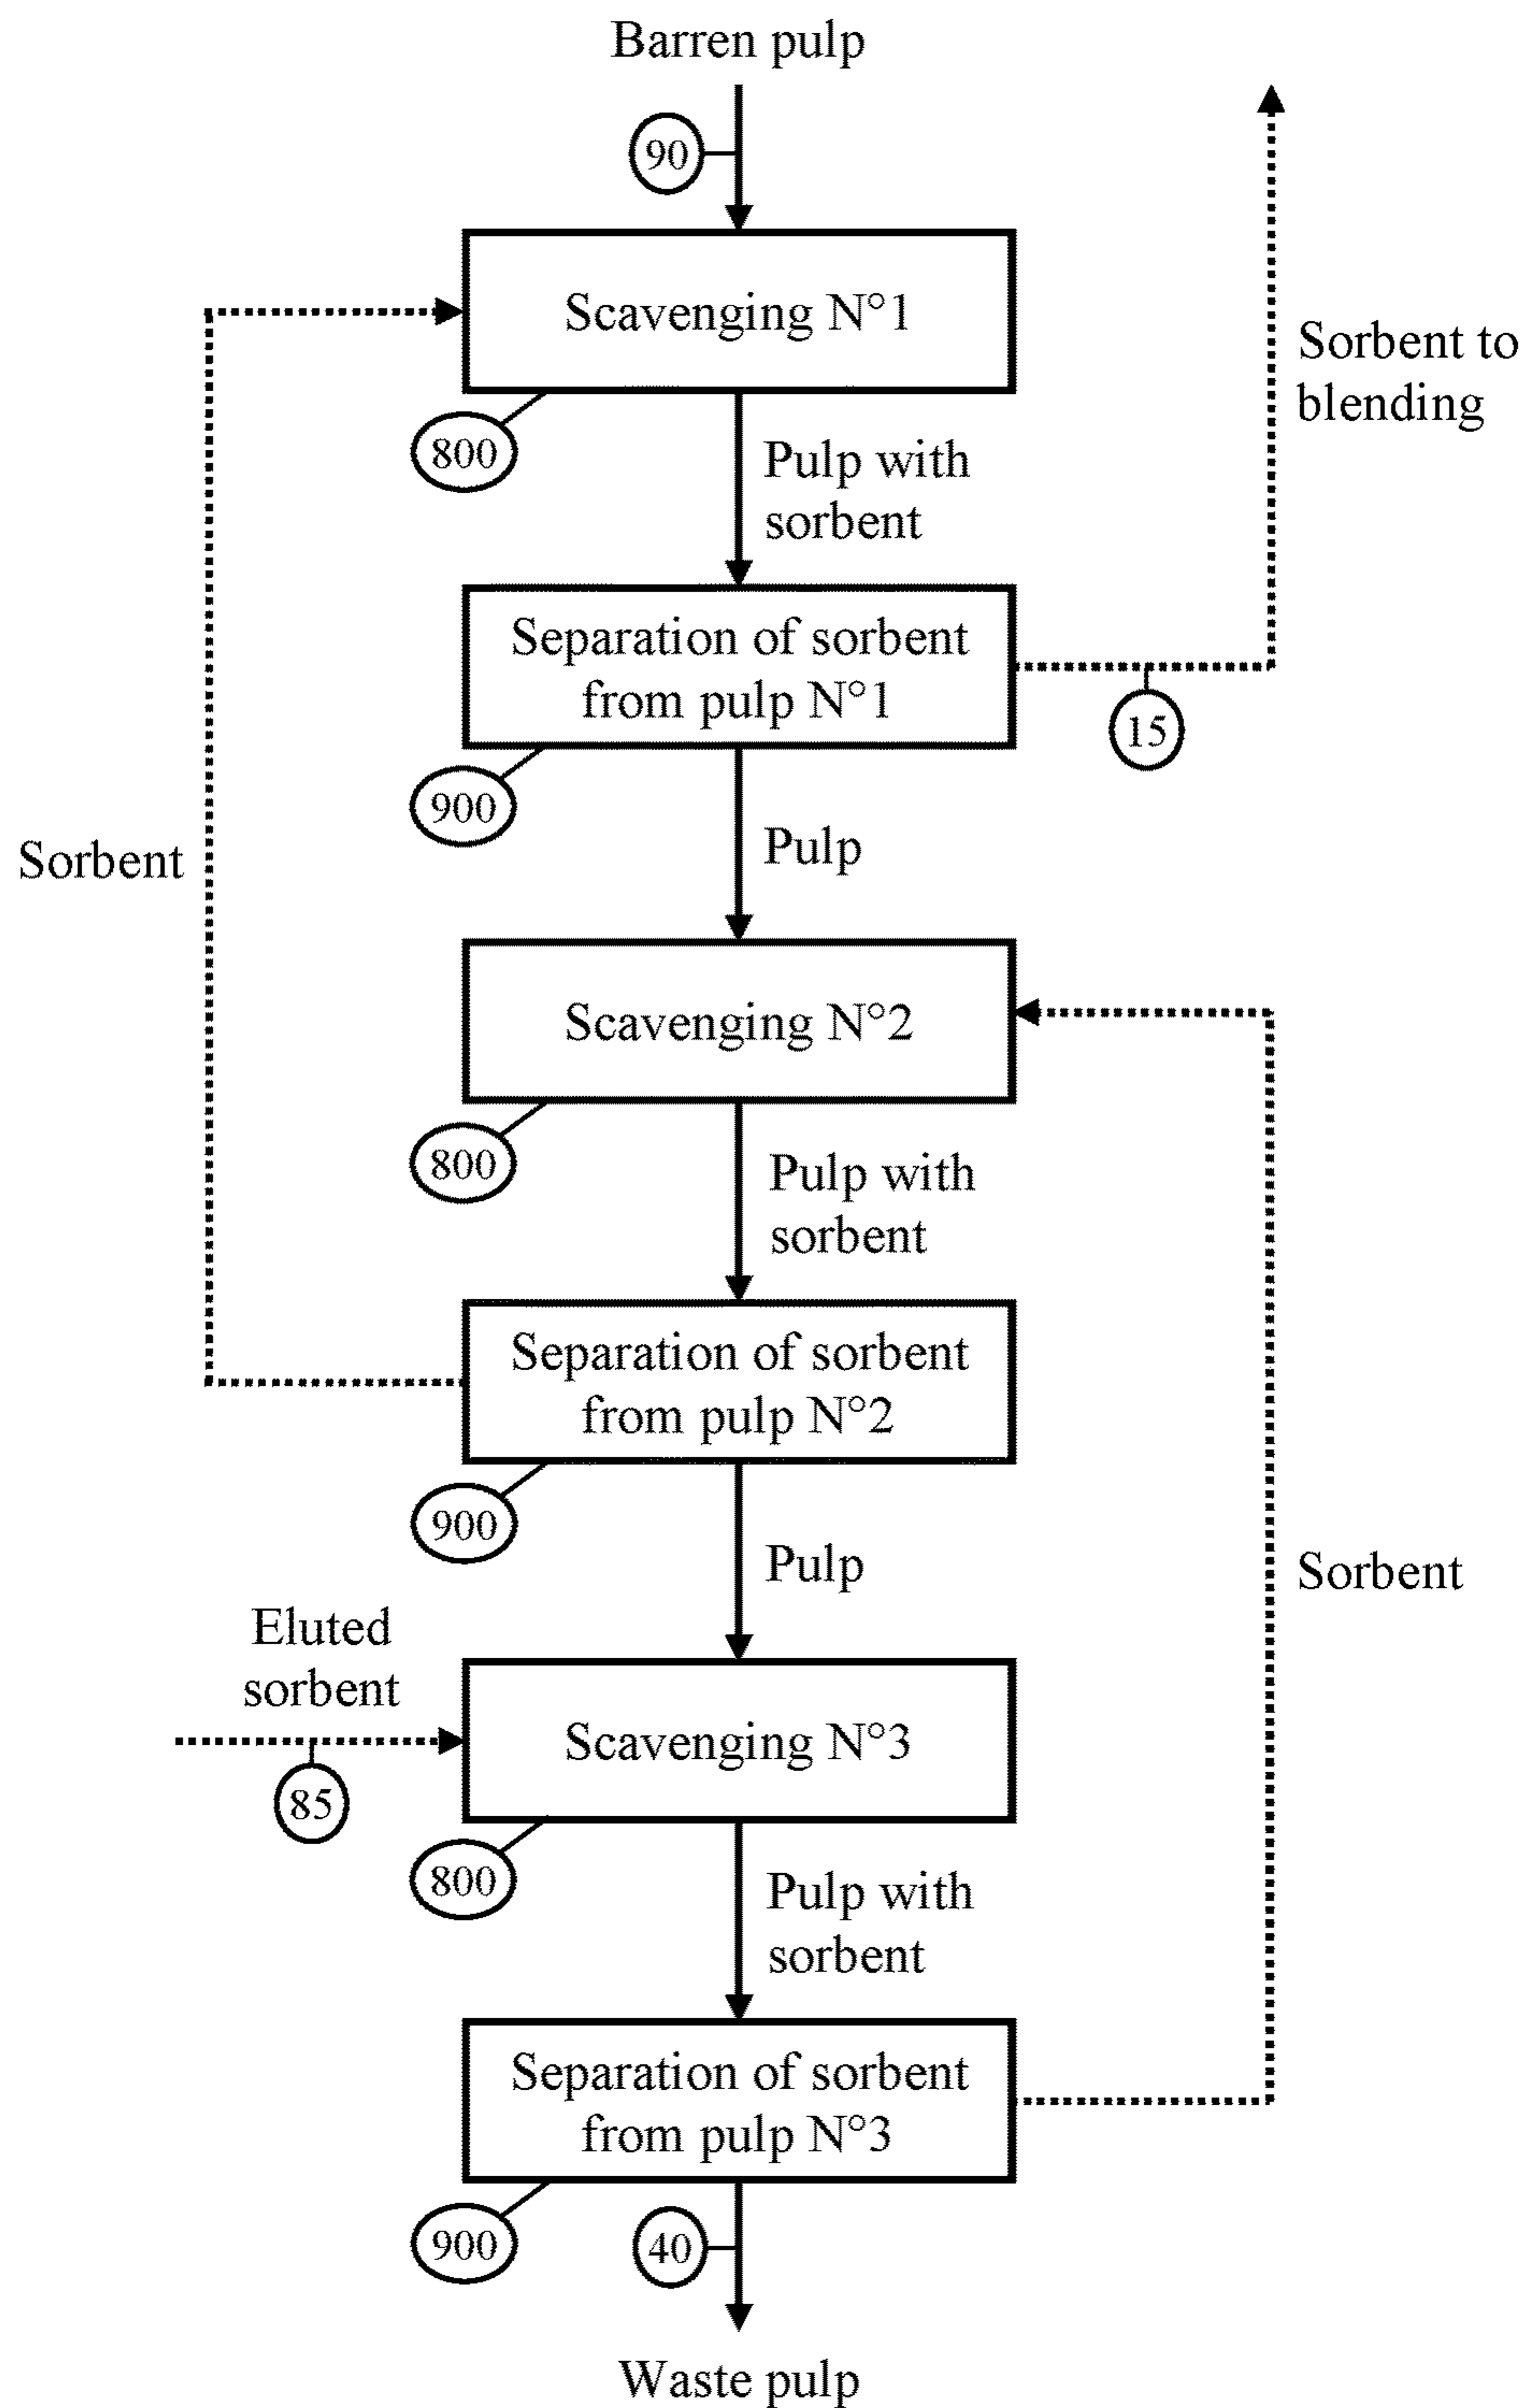 Barren pulp
90
Scavenging N°1
Sorbent to
blending
800
Pulp with
sorbent
Separation of sorbent
from pulp N°1
15
900
Pulp
Sorbent
Scavenging N°2
800
Pulp with
sorbent
Separation of sorbent
from pulp N°2
900
Pulp
Sorbent
Eluted
sorbent
Scavenging N°3
85
800
Pulp with
sorbent
Separation of sorbent
from pulp N°3
900
40
Waste pulp